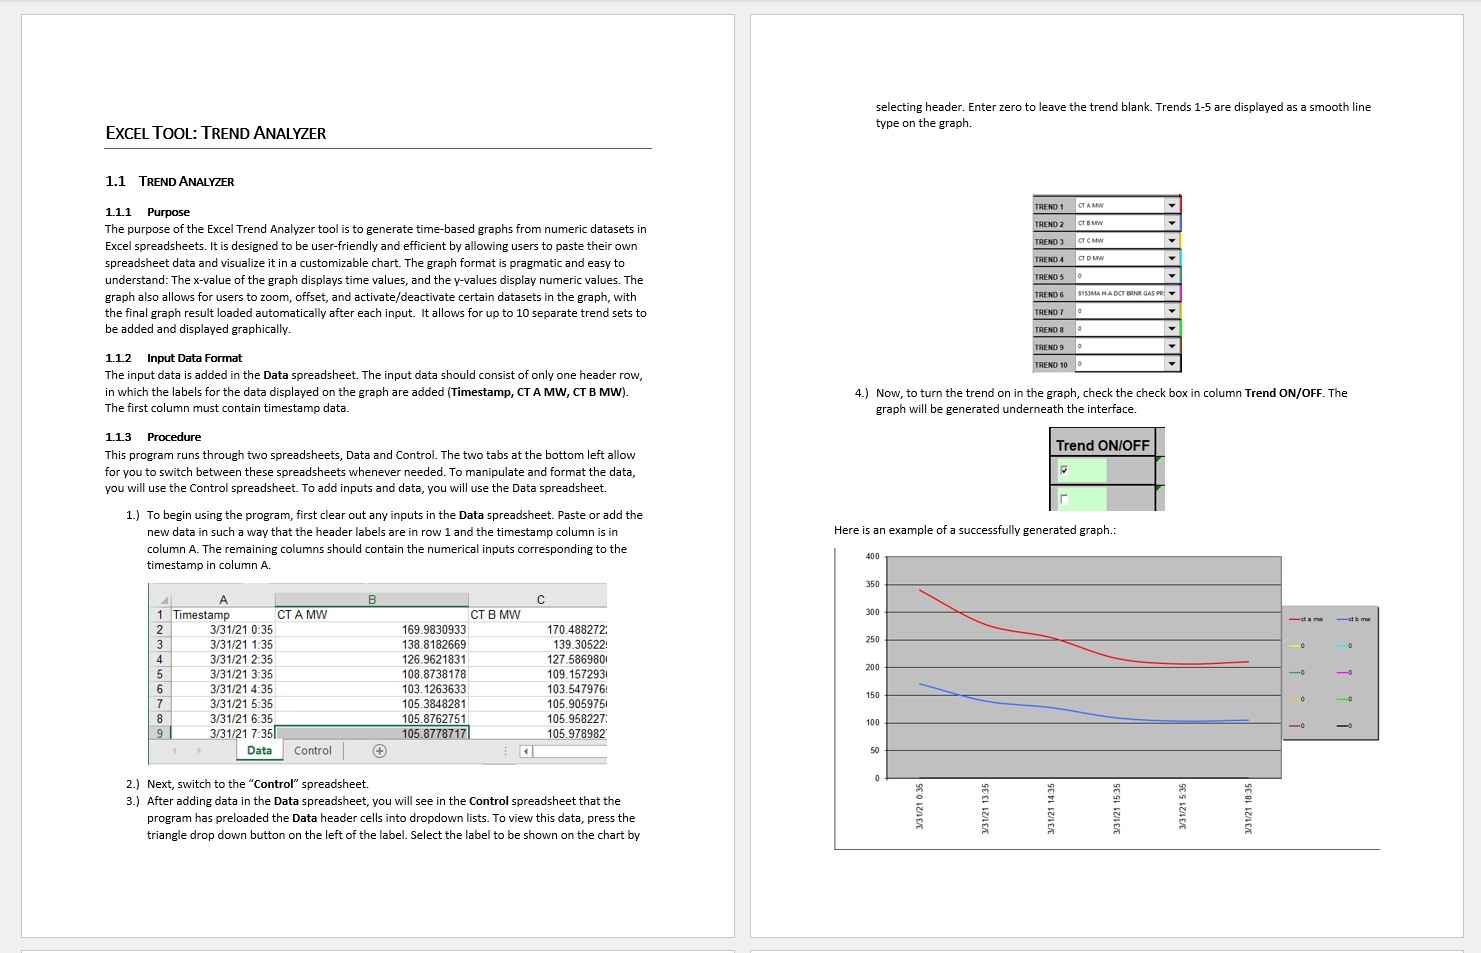 EXCEL TOOL: TREND ANALYZER
1.1 TREND ANALYZER
1.1.1 Purpose
The purpose of the Excel Trend Analyzer tool is to generate time-based graphs from numeric datasets in
Excel spreadsheets. It is designed to be user-friendly and efficient by allowing users to paste their own
spreadsheet data and visualize it in a customizable chart. The graph format is pragmatic and easy to
understand: The x-value of the graph displays time values, and the y-values display numeric values. The
graph also allows for users to zoom, offset, and activate/deactivate certain datasets in the graph, with
the final graph result loaded automatically after each input. It allows for up to 10 separate trend sets to
be added and displayed graphically.
1.1.2 Input Data Format
The input data is added in the Data spreadsheet. The input data should consist of only one header row,
in which the labels for the data displayed on the graph are added (Timestamp, CT A MW, CT B MW).
The first column must contain timestamp data.
1.1.3 Procedure
This program runs through two spreadsheets, Data and Control. The two tabs at the bottom left allow
for you to switch between these spreadsheets whenever needed. To manipulate and format the data,
you will use the Control spreadsheet. To add inputs and data, you will use the Data spreadsheet.
1.) To begin using the program, first clear out any inputs in the Data spreadsheet. Paste or add the
new data in such a way that the header labels are in row 1 and the timestamp column is in
column A. The remaining columns should contain the numerical inputs corresponding to the
timestamp in column A.
A B C
1 Timestamp CT A MW CT B MW
2 3/31/21 0:35 169.9830933 170.488272
3 3/31/21 1:35 138.8182669 139.30522
4 3/31/21 2:35 126.9621831 127.586980
5 3/31/21 3:35 108.8738178 109.157293
6 3/31/21 4:35 103.1263633 103.547976
7 3/31/21 5:35 105.3848281 105.905975
8 3/31/21 6:35 105.8762751 105.958227
9 3/31/21 7:35 105.8778717 105.978982
Data Control
2.) Next, switch to the “Control” spreadsheet.
3.) After adding data in the Data spreadsheet, you will see in the Control spreadsheet that the
program has preloaded the Data header cells into dropdown lists. To view this data, press the
triangle drop down button on the left of the label. Select the label to be shown on the chart by
selecting header. Enter zero to leave the trend blank. Trends 1-5 are displayed as a smooth line
type on the graph.
TREND 1 CT A MW
TREND 2 CT B MW
TREND 3 CT C MW
TREND 4 CT D MW
TREND 5 0
TREND 6 8153MA H-A DCT BRNR GAS PR
TREND 7 0
TREND 8 0
TREND 9 0
TREND 10 0
4.) Now, to turn the trend on in the graph, check the check box in column Trend ON/OFF. The
graph will be generated underneath the interface.
Trend ON/OFF
Here is an example of a successfully generated graph.:
400
350
300
250
200
150
100
50
0
3/31/21 0:35
3/31/21 13:35
3/31/21 14:35
3/31/21 15:35
3/31/21 5:35
3/31/21 18:35
ct a mw ct b mw
0 0
0 0
0 0
0 0